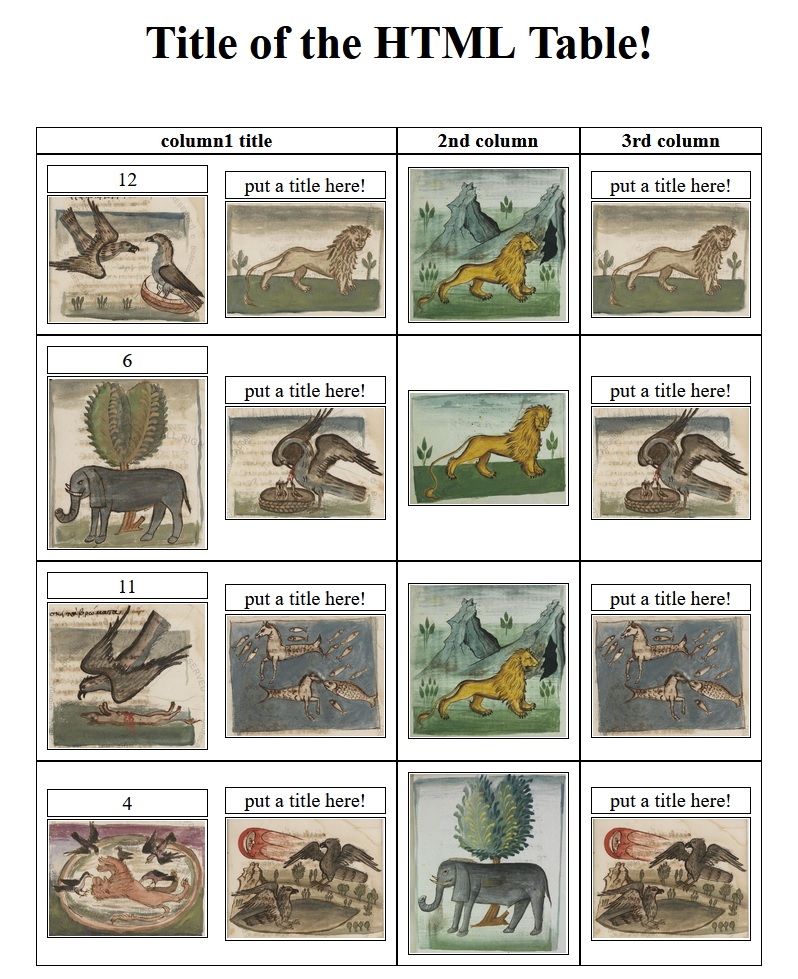 Title of the HTML Table!
column1 title 2nd column 3rd column
12 put a title here! put a title here!
6 put a title here! put a title here!
11 put a title here! put a title here!
4 put a title here! put a title here!